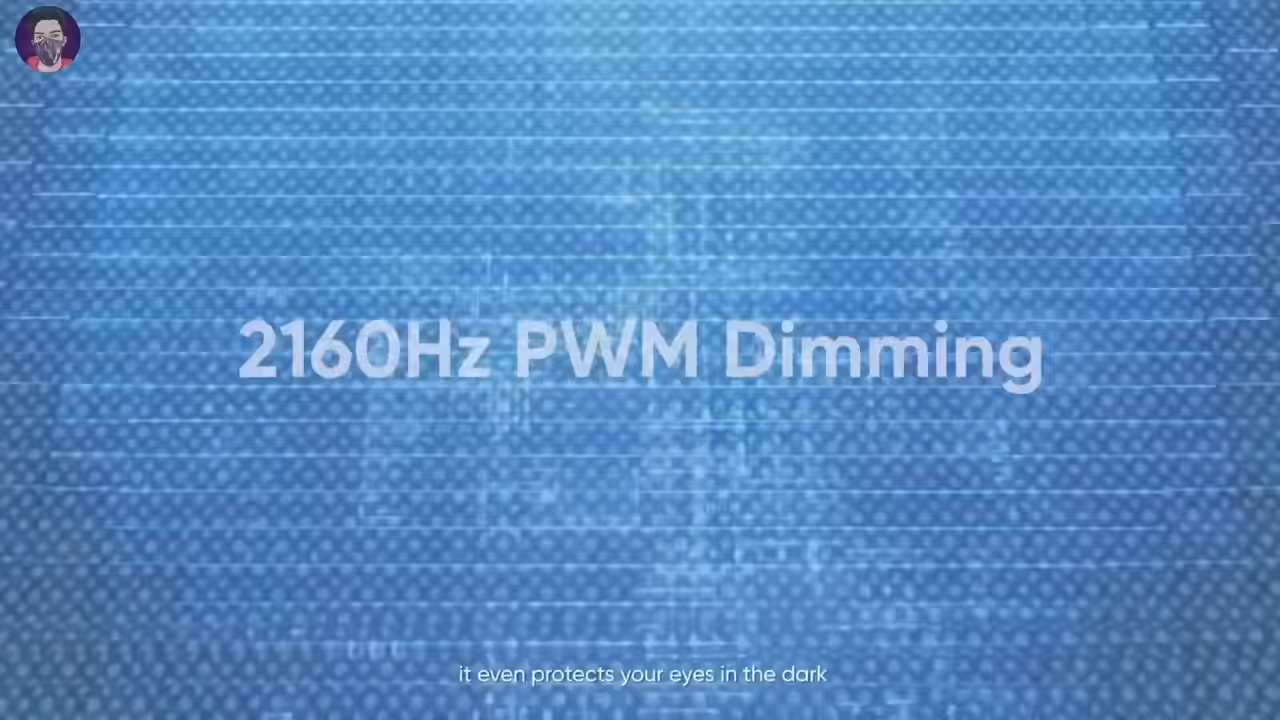 2160Hz PWM Dimming
it even protects your eyes in the dark